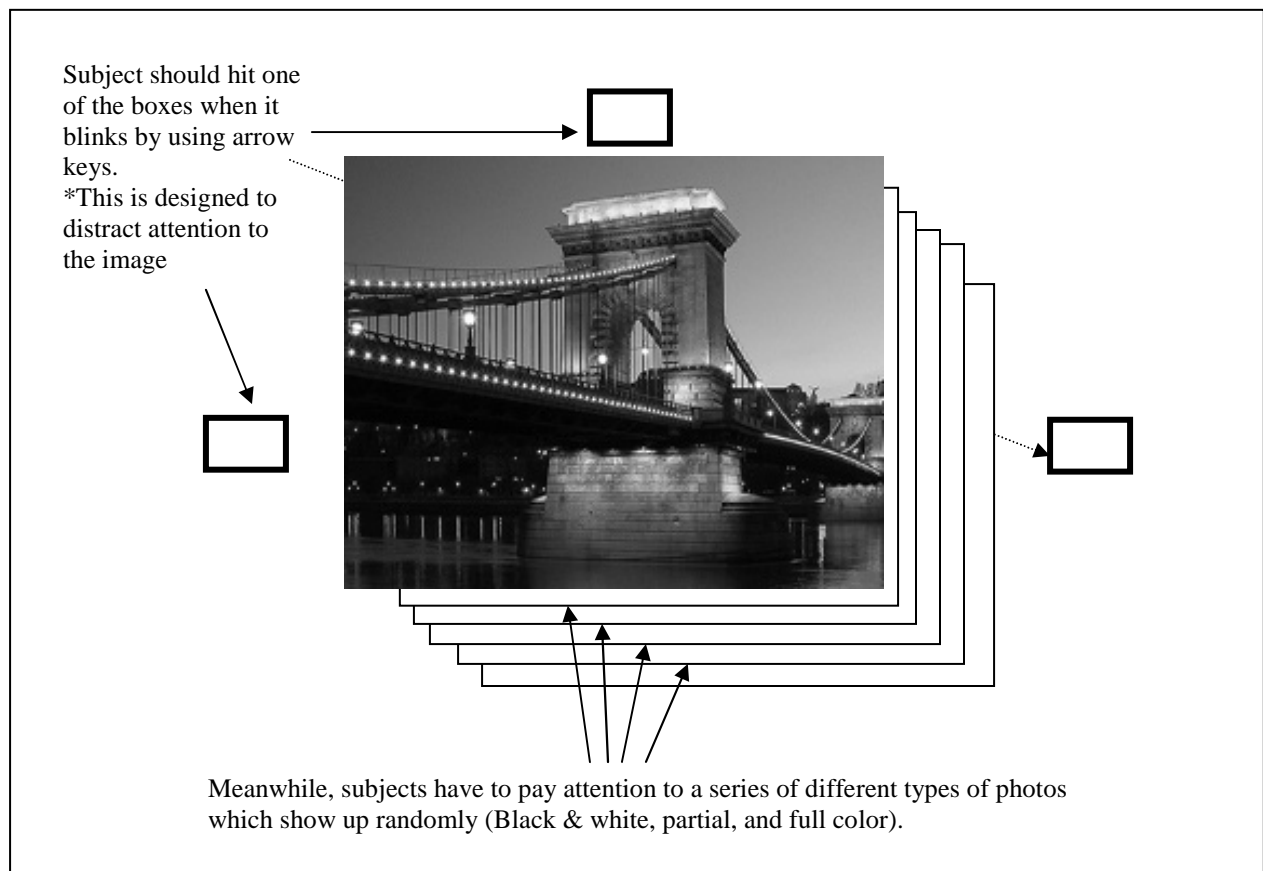 Subject should hit one
of the boxes when it
blinks by using arrow
keys.
*This is designed to
distract attention to
the image
Meanwhile, subjects have to pay attention to a series of different types of photos
which show up randomly (Black & white, partial, and full color).